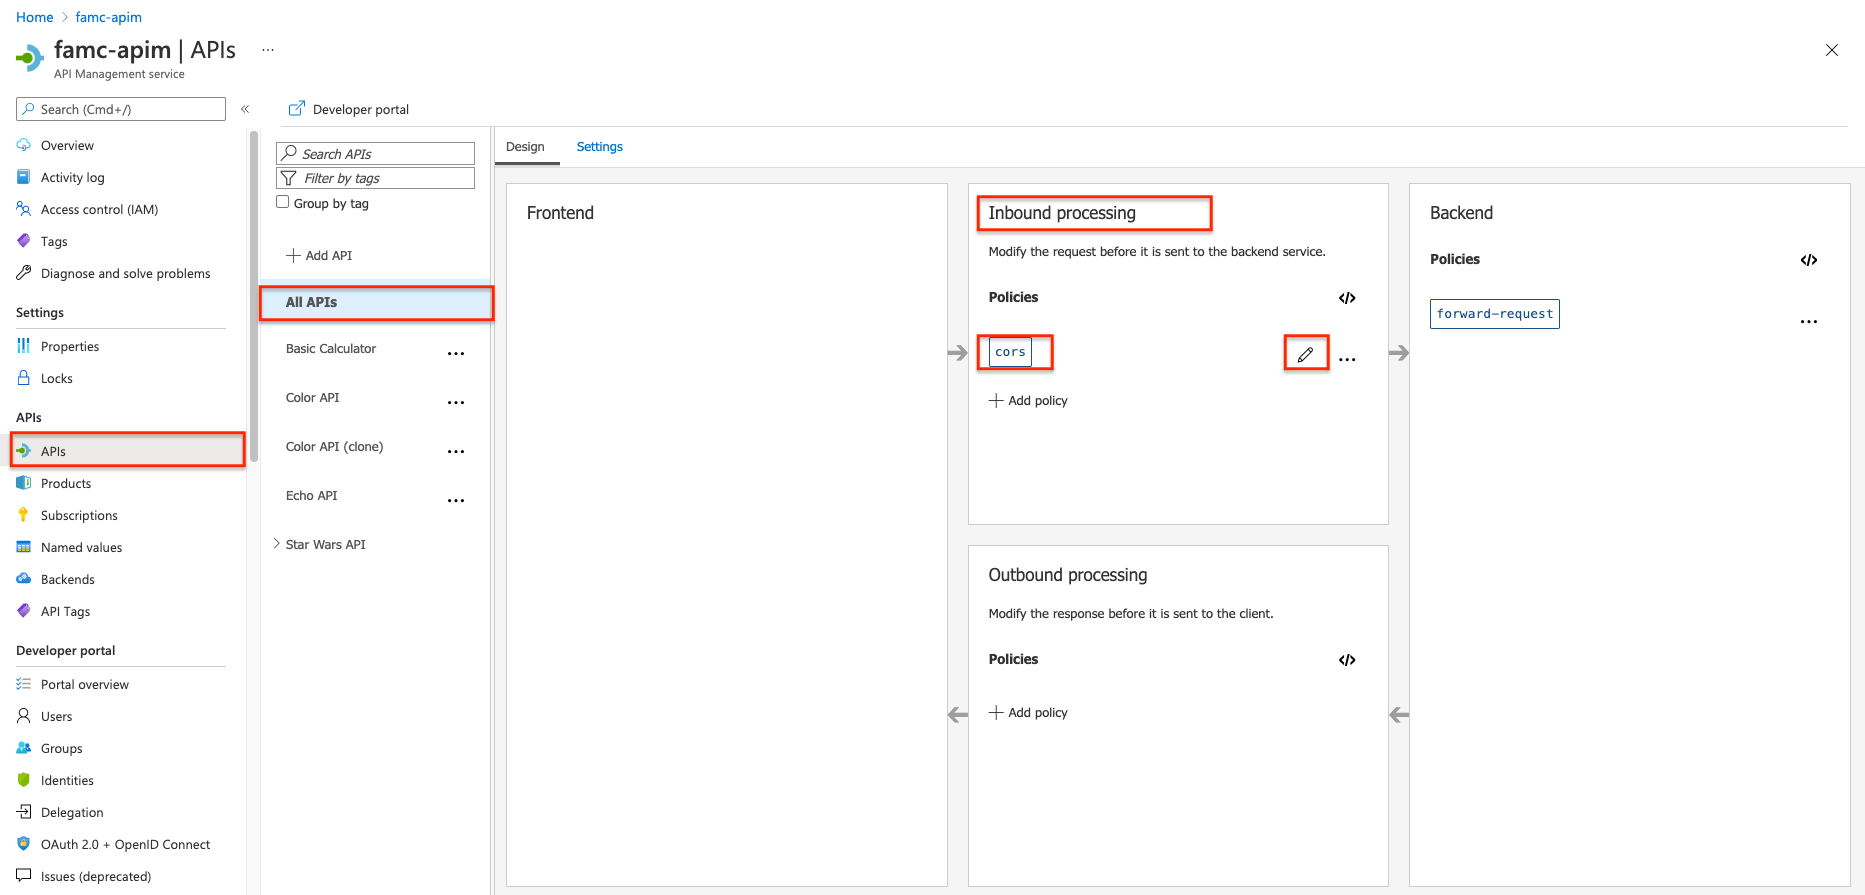 Home > famc-apim
famc-apim | APIs ...
API Management service
Search (Cmd+/)
«
Overview
Activity log
Access control (IAM)
Tags
Diagnose and solve problems
Settings
Properties
Locks
APIs
APIs
Products
Subscriptions
Named values
Backends
API Tags
Developer portal
Portal overview
Users
Groups
Identities
Delegation
OAuth 2.0 + OpenID Connect
Issues (deprecated)
Developer portal
Search APIs
Filter by tags
Group by tag
+ Add API
All APIs
Basic Calculator ...
Color API ...
Color API (clone) ...
Echo API ...
> Star Wars API
Design Settings
Frontend
Inbound processing
Modify the request before it is sent to the backend service.
Policies </>
cors ...
+ Add policy
Outbound processing
Modify the response before it is sent to the client.
Policies </>
+ Add policy
Backend
Policies </>
forward-request ...